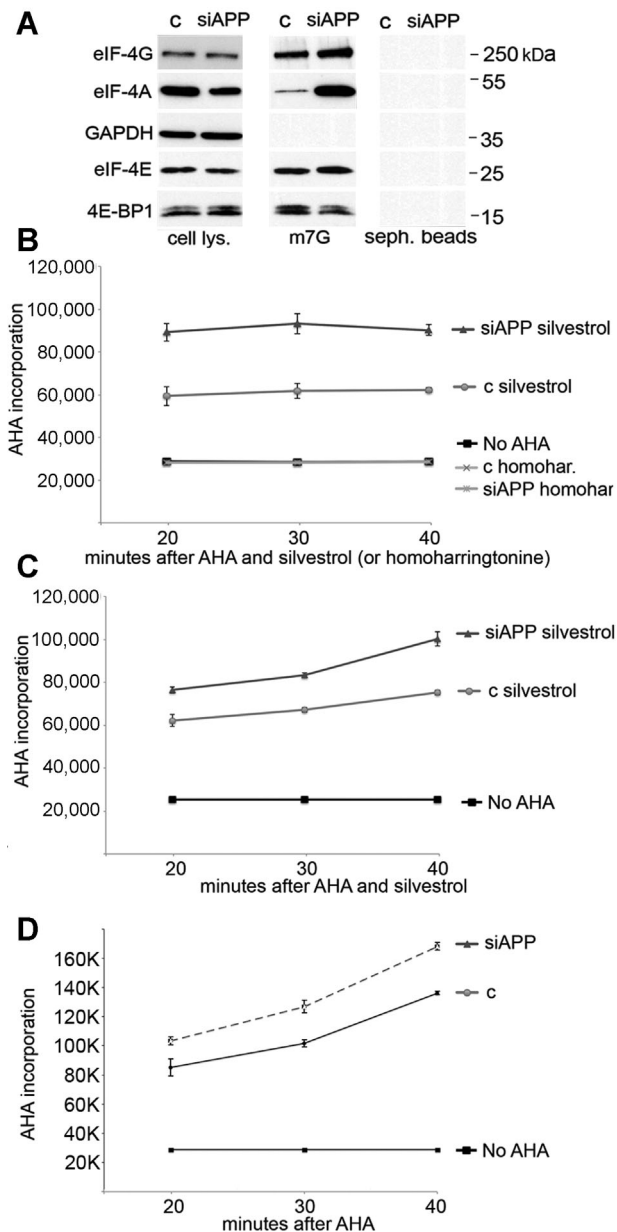 A
c siAPP c siAPP c siAPP
eIF-4G - 250 kDa
eIF-4A - 55
GAPDH - 35
eIF-4E - 25
4E-BP1 - 15
cell lys. m7G seph. beads
B
120,000
100,000
80,000
60,000
40,000
20,000
AHA incorporation
siAPP silvestrol
c silvestrol
No AHA
c homohar.
siAPP homohar
20 30 40
minutes after AHA and silvestrol (or homoharringtonine)
C
120,000
100,000
80,000
60,000
40,000
20,000
AHA incorporation
siAPP silvestrol
c silvestrol
No AHA
20 30 40
minutes after AHA and silvestrol
D
160K
140K
120K
100K
80K
60K
40K
20K
AHA incorporation
siAPP
c
No AHA
20 30 40
minutes after AHA